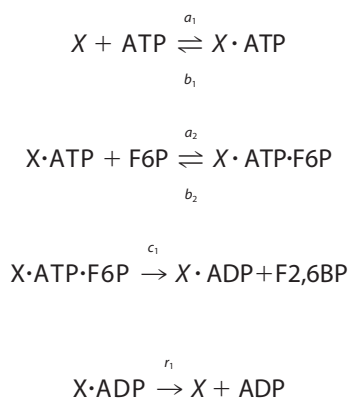 a₁
X + ATP ⇌ X · ATP
b₁
a₂
X·ATP + F6P ⇌ X · ATP·F6P
b₂
c₁
X·ATP·F6P → X · ADP+F2,6BP
r₁
X·ADP → X + ADP